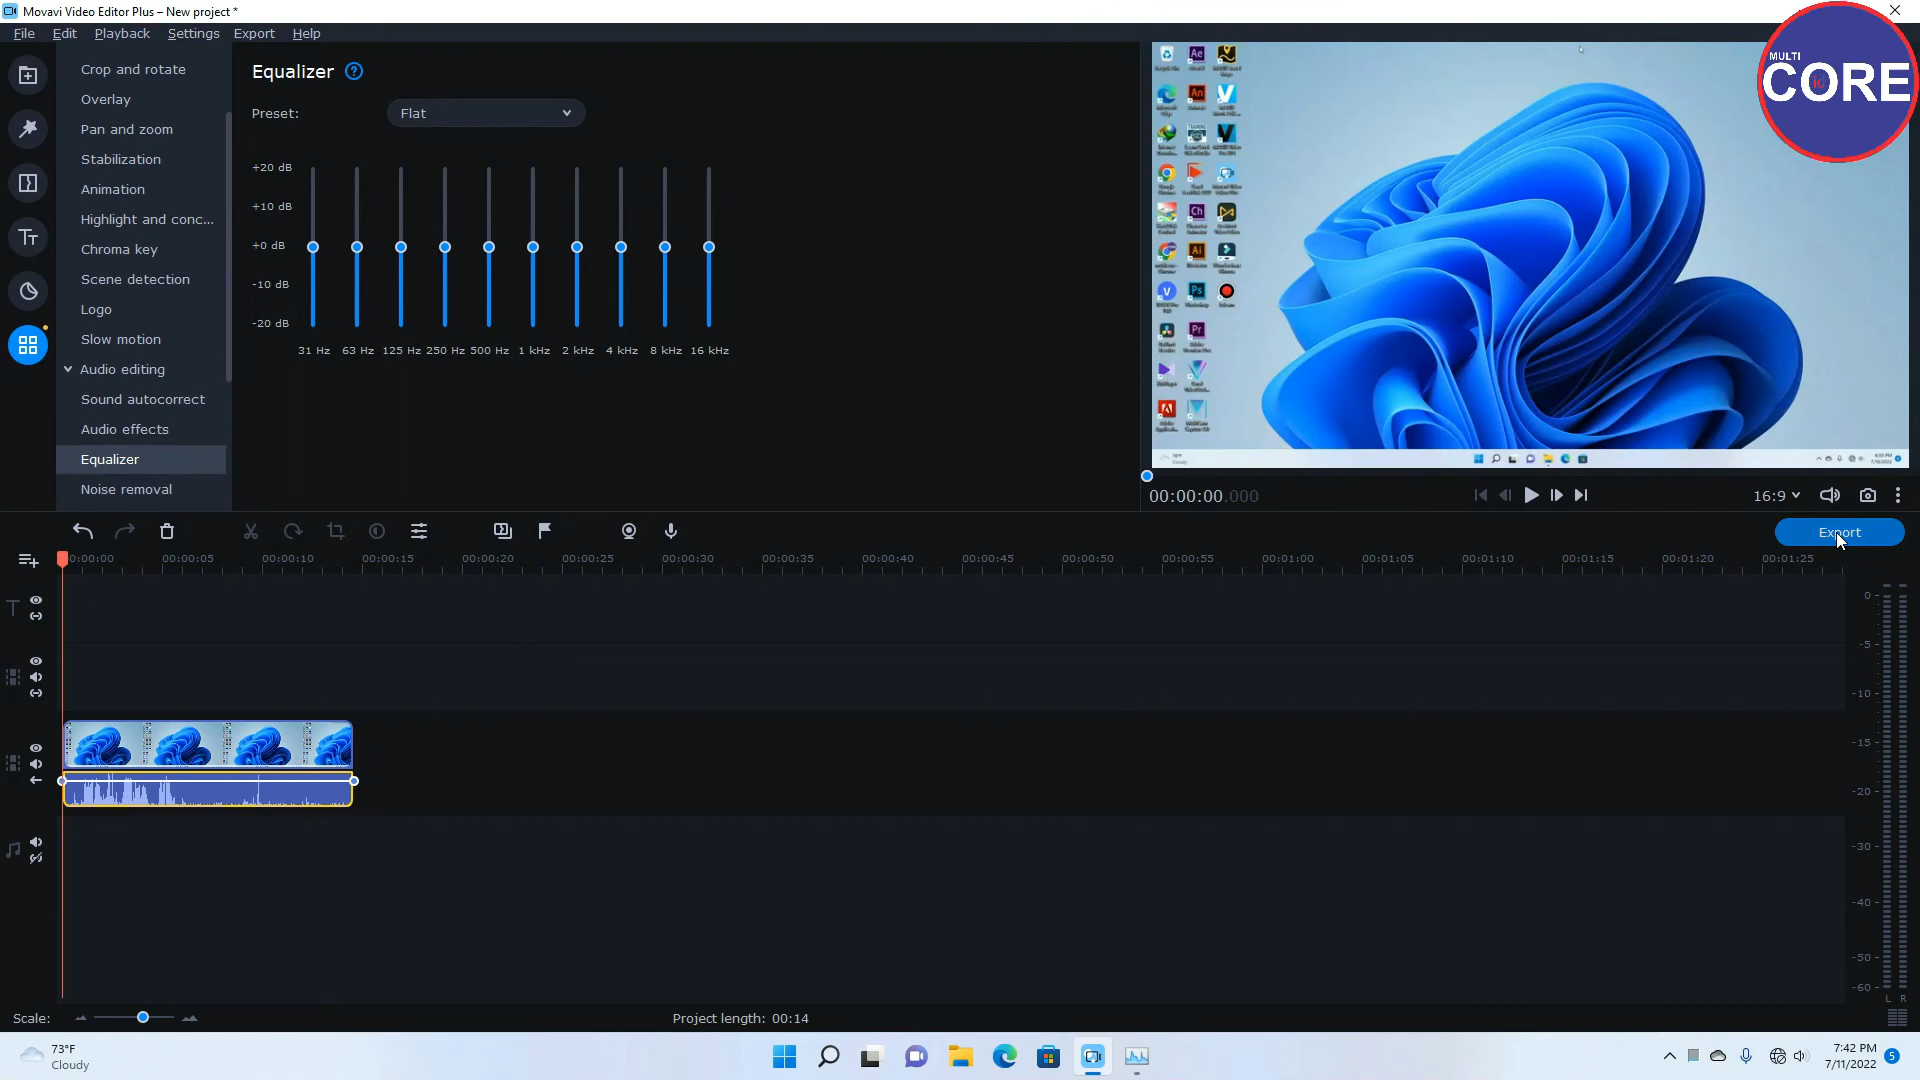 Movavi Video Editor Plus – New project *
File Edit Playback Settings Export Help
Crop and rotate
Overlay
Pan and zoom
Stabilization
Animation
Highlight and conc...
Chroma key
Scene detection
Logo
Slow motion
Audio editing
Sound autocorrect
Audio effects
Equalizer
Noise removal
Equalizer ?
Preset: Flat
+20 dB
+10 dB
+0 dB
-10 dB
-20 dB
31 Hz 63 Hz 125 Hz 250 Hz 500 Hz 1 kHz 2 kHz 4 kHz 8 kHz 16 kHz
MULTI
CORE
Ae
An
Ch
Ai
Ps
Pr
00:00:00.000
16:9
Export
0:00:00 00:00:05 00:00:10 00:00:15 00:00:20 00:00:25 00:00:30 00:00:35 00:00:40 00:00:45 00:00:50 00:00:55 00:01:00 00:01:05 00:01:10 00:01:15 00:01:20 00:01:25
0
-5
-10
-15
-20
-30
-40
-50
-60
L R
Scale:
Project length: 00:14
73°F
Cloudy
7:42 PM
7/11/2022
5